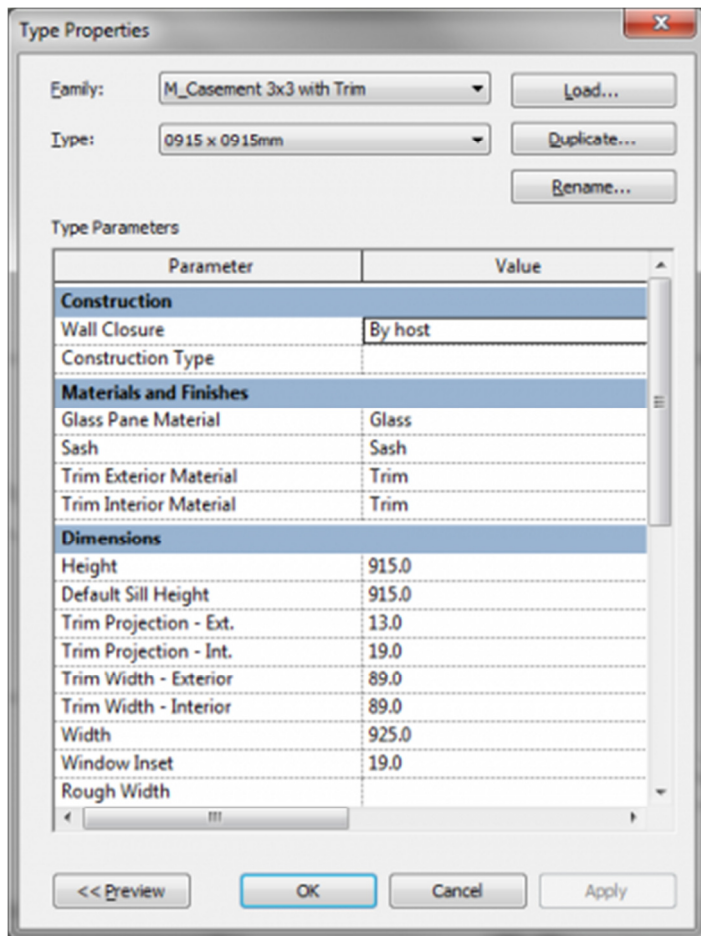 Type Properties
Family: M_Casement 3x3 with Trim Load...
Type: 0915 x 0915mm Duplicate...
Rename...
Type Parameters
Parameter Value
Construction
Wall Closure By host
Construction Type
Materials and Finishes
Glass Pane Material Glass
Sash Sash
Trim Exterior Material Trim
Trim Interior Material Trim
Dimensions
Height 915.0
Default Sill Height 915.0
Trim Projection - Ext. 13.0
Trim Projection - Int. 19.0
Trim Width - Exterior 89.0
Trim Width - Interior 89.0
Width 925.0
Window Inset 19.0
Rough Width
<< Preview OK Cancel Apply